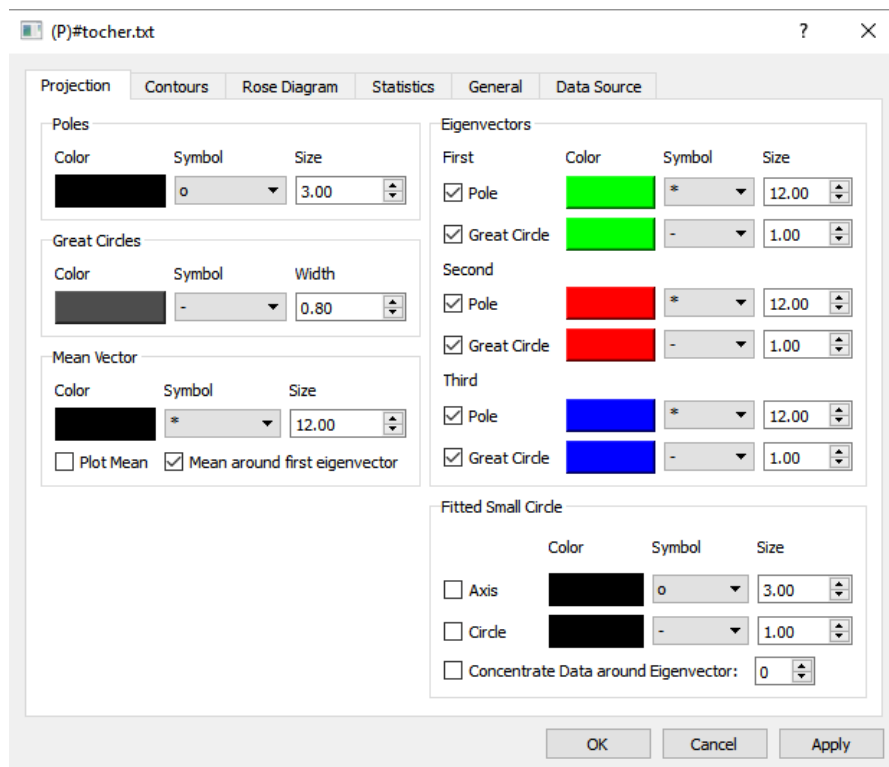 (P)#tocher.txt
?
Projection Contours Rose Diagram Statistics General Data Source
Poles
Color Symbol Size
o 3.00
Great Circles
Color Symbol Width
- 0.80
Mean Vector
Color Symbol Size
* 12.00
Plot Mean Mean around first eigenvector
Eigenvectors
First Color Symbol Size
Pole * 12.00
Great Circle - 1.00
Second
Pole * 12.00
Great Circle - 1.00
Third
Pole * 12.00
Great Circle - 1.00
Fitted Small Circle
Color Symbol Size
Axis o 3.00
Circle - 1.00
Concentrate Data around Eigenvector: 0
OK Cancel Apply